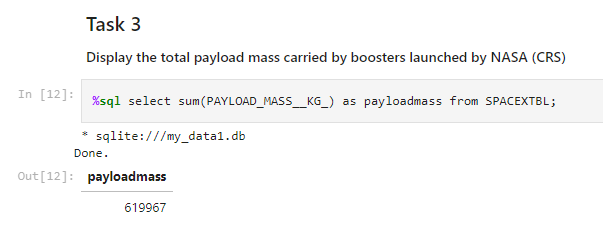 Task 3
Display the total payload mass carried by boosters launched by NASA (CRS)
In [12]: %sql select sum(PAYLOAD_MASS__KG_) as payloadmass from SPACEXTBL;
* sqlite:///my_data1.db
Done.
Out[12]: payloadmass
619967